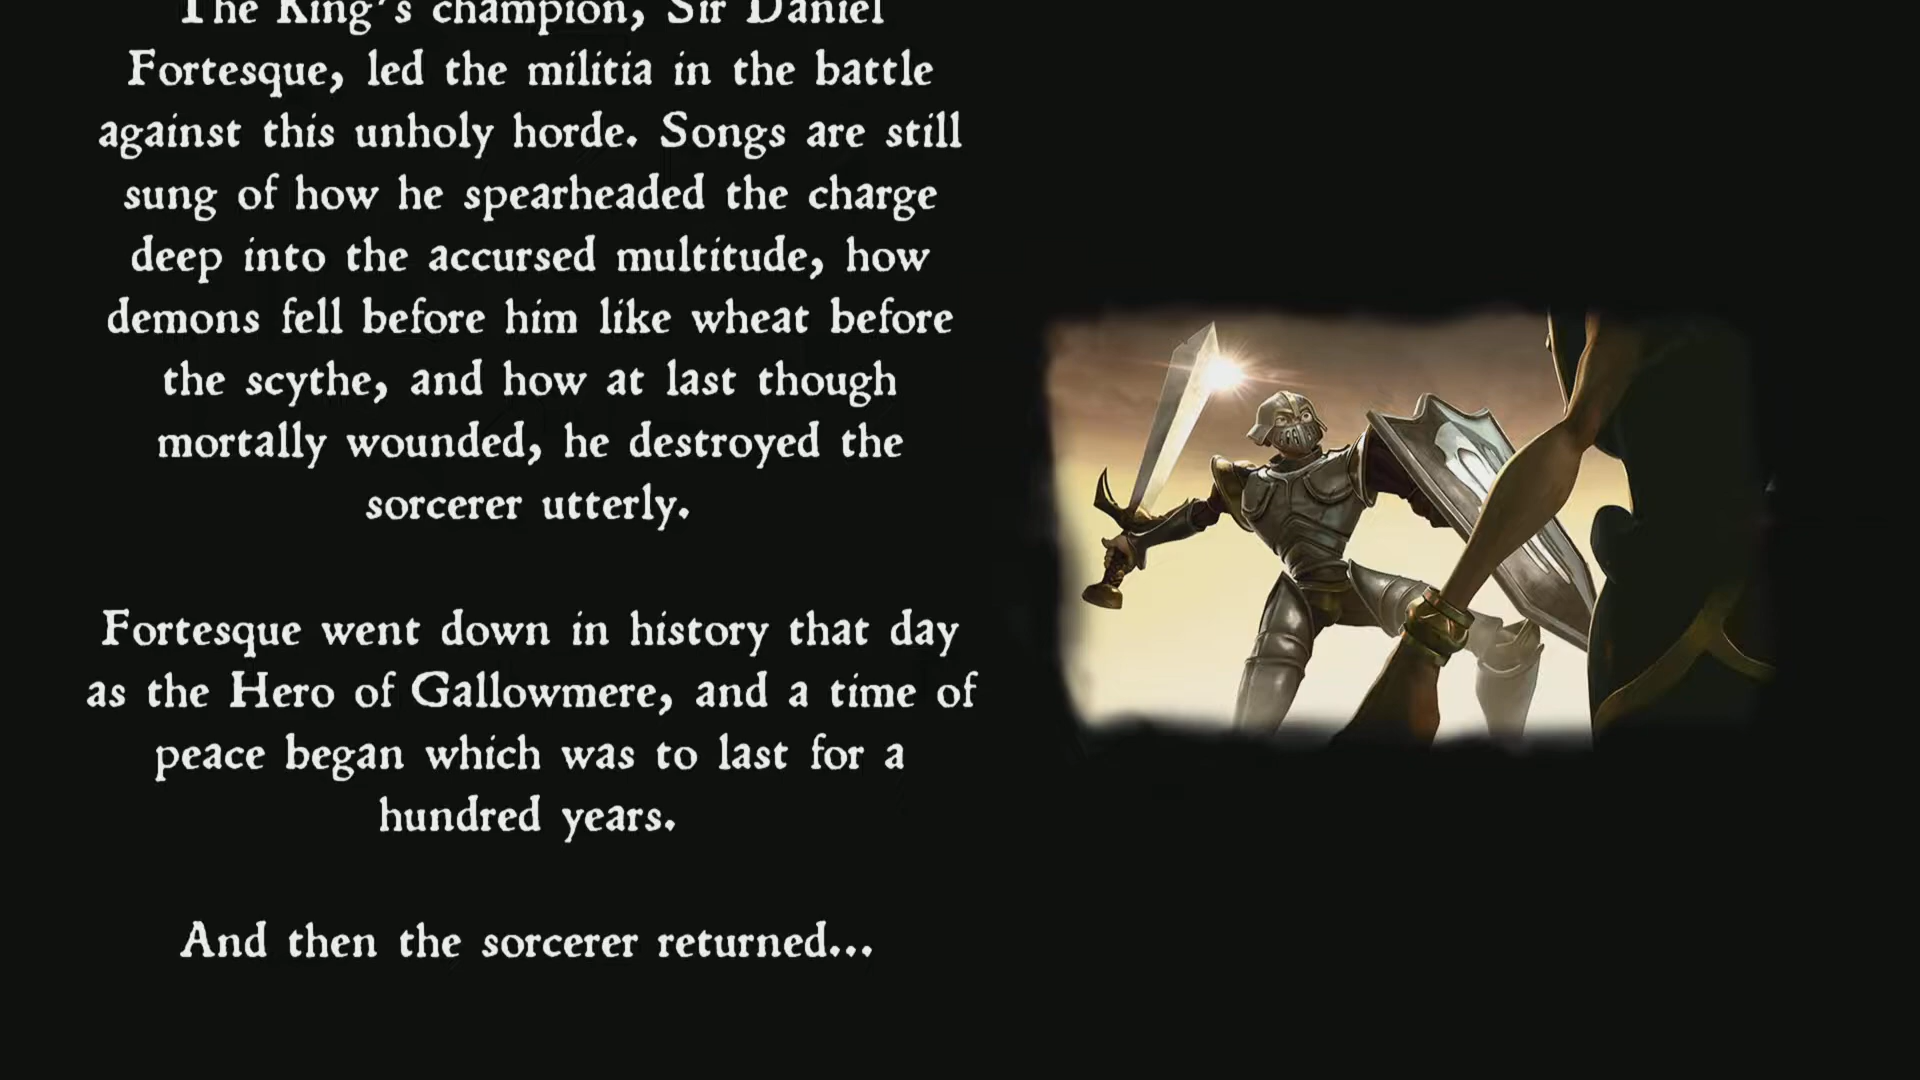 The King's champion, Sir Daniel
Fortesque, led the militia in the battle
against this unholy horde. Songs are still
sung of how he spearheaded the charge
deep into the accursed multitude, how
demons fell before him like wheat before
the scythe, and how at last though
mortally wounded, he destroyed the
sorcerer utterly.
Fortesque went down in history that day
as the Hero of Gallowmere, and a time of
peace began which was to last for a
hundred years.
And then the sorcerer returned...